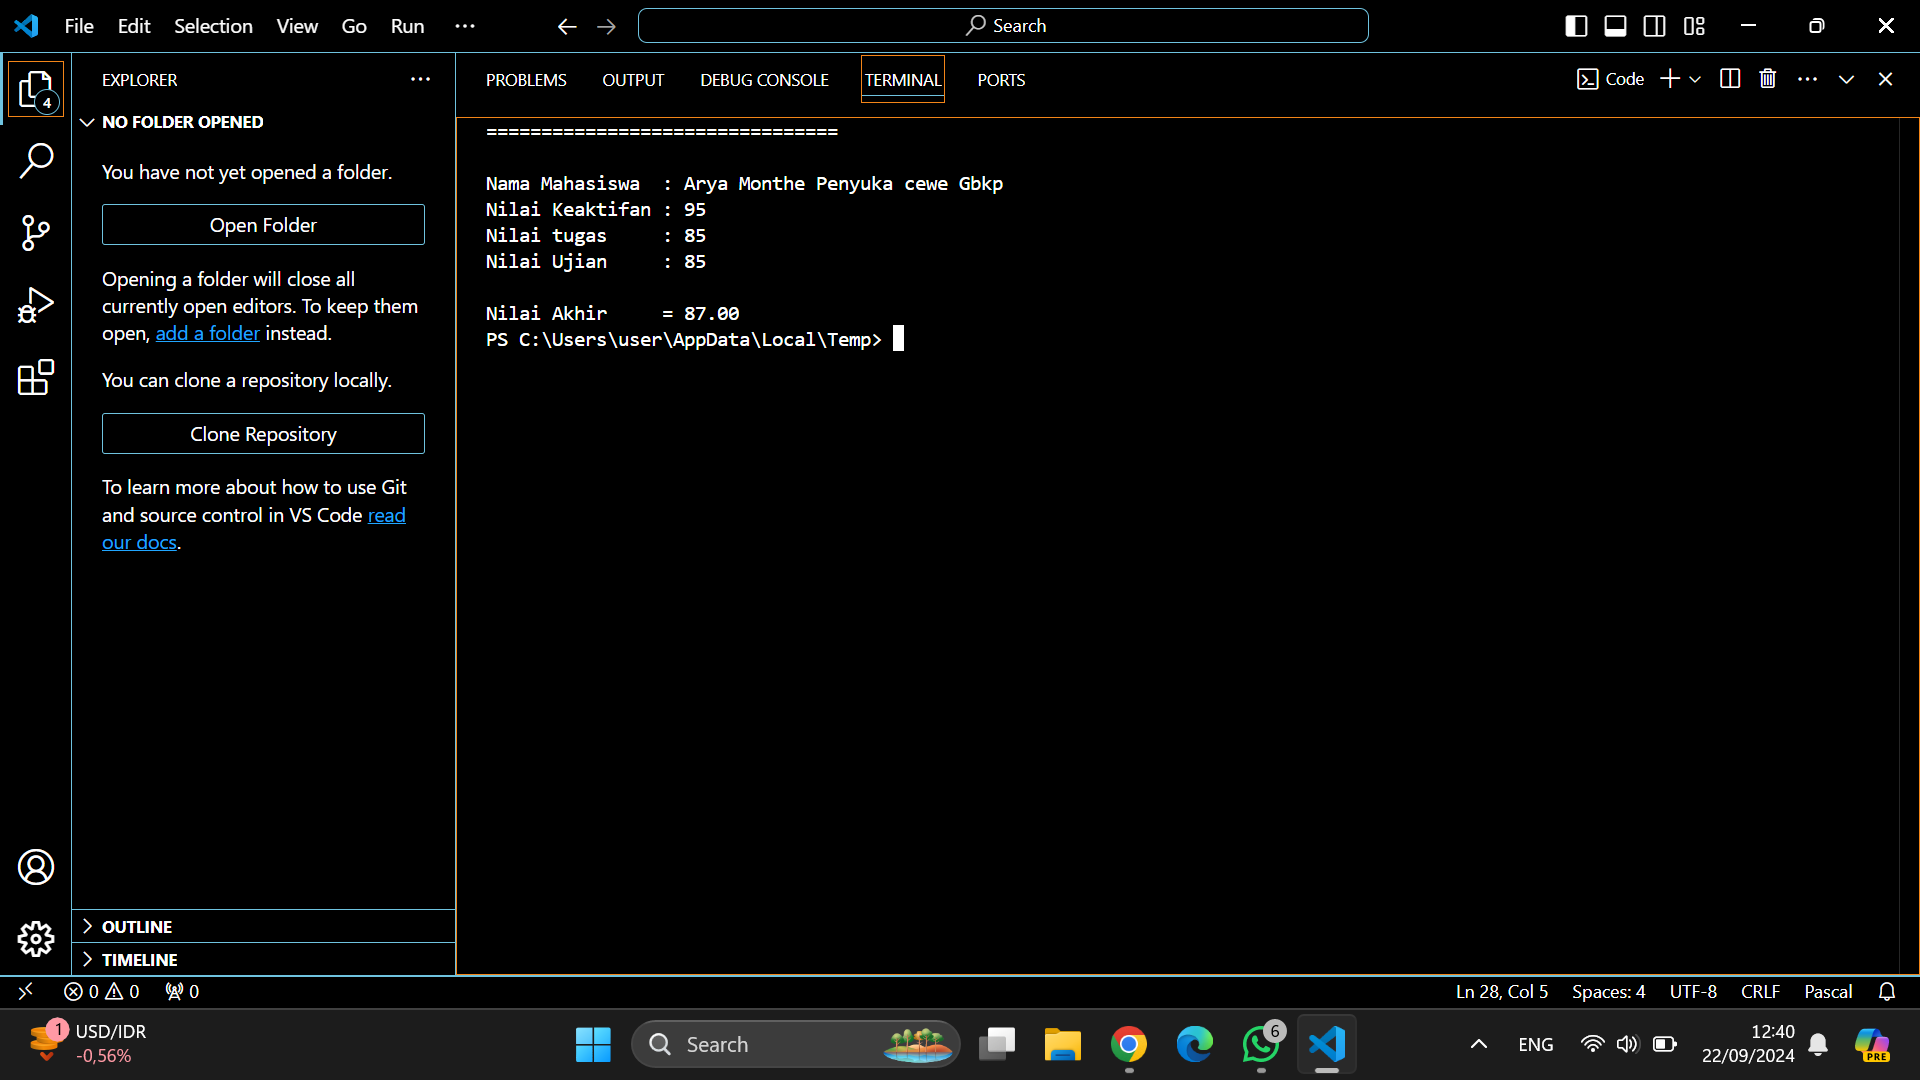 File Edit Selection View Go Run ...
Search
EXPLORER
4
NO FOLDER OPENED
You have not yet opened a folder.
Open Folder
Opening a folder will close all
currently open editors. To keep them
open, add a folder instead.
You can clone a repository locally.
Clone Repository
To learn more about how to use Git
and source control in VS Code read
our docs.
OUTLINE
TIMELINE
PROBLEMS OUTPUT DEBUG CONSOLE TERMINAL PORTS
Code
================================
Nama Mahasiswa : Arya Monthe Penyuka cewe Gbkp
Nilai Keaktifan : 95
Nilai tugas : 85
Nilai Ujian : 85
Nilai Akhir = 87.00
PS C:\Users\user\AppData\Local\Temp>
0 0 0
Ln 28, Col 5 Spaces: 4 UTF-8 CRLF Pascal
1 USD/IDR
-0,56%
Search
6
ENG
12:40
22/09/2024
PRE